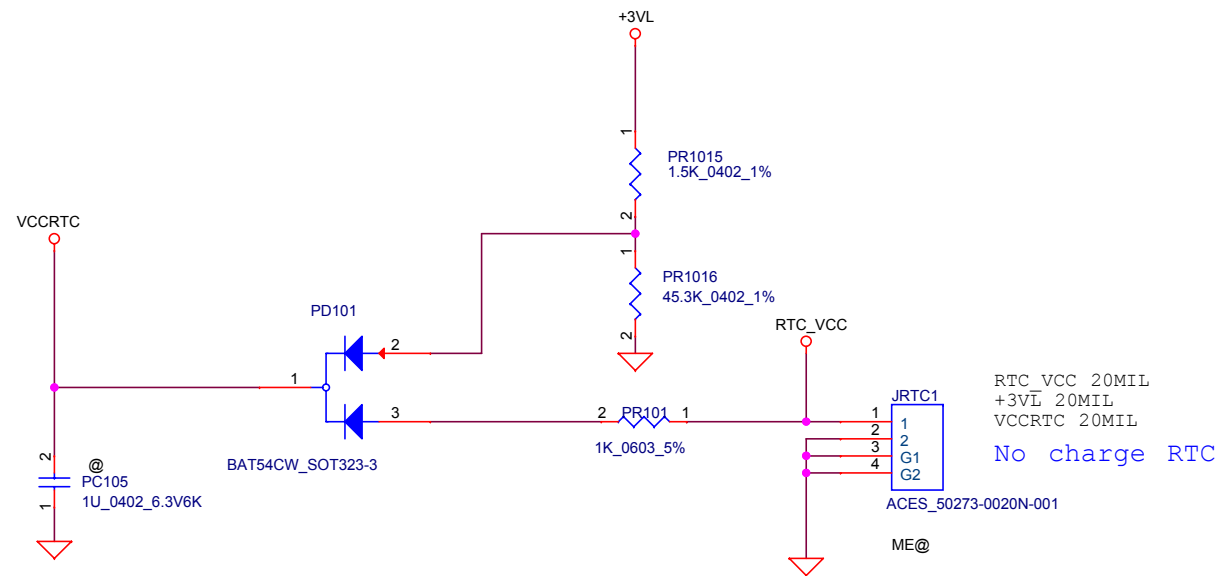 +3VL
1
PR1015
1.5K_0402_1%
2
VCCRTC
1
PR1016
45.3K_0402_1%
2
PD101
2
1
3
BAT54CW_SOT323-3
RTC_VCC
2
PR101
1
1K_0603_5%
JRTC1
1
2
3
4
1
2
G1
G2
ACES_50273-0020N-001
ME@
RTC_VCC 20MIL
+3VL 20MIL
VCCRTC 20MIL
No charge RTC
2
@
PC105
1U_0402_6.3V6K
1